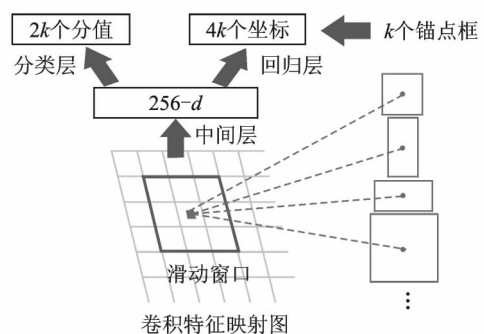 2k个分值
4k个坐标
k个锚点框
分类层
回归层
256-d
中间层
滑动窗口
卷积特征映射图